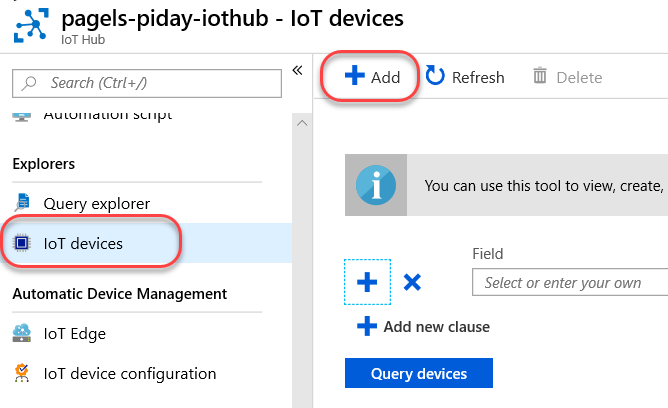 pagels-piday-iothub - IoT devices
IoT Hub
Search (Ctrl+/)
Add
Refresh
Delete
Automation script
Explorers
Query explorer
IoT devices
Automatic Device Management
IoT Edge
IoT device configuration
You can use this tool to view, create,
Field
Select or enter your own
Add new clause
Query devices